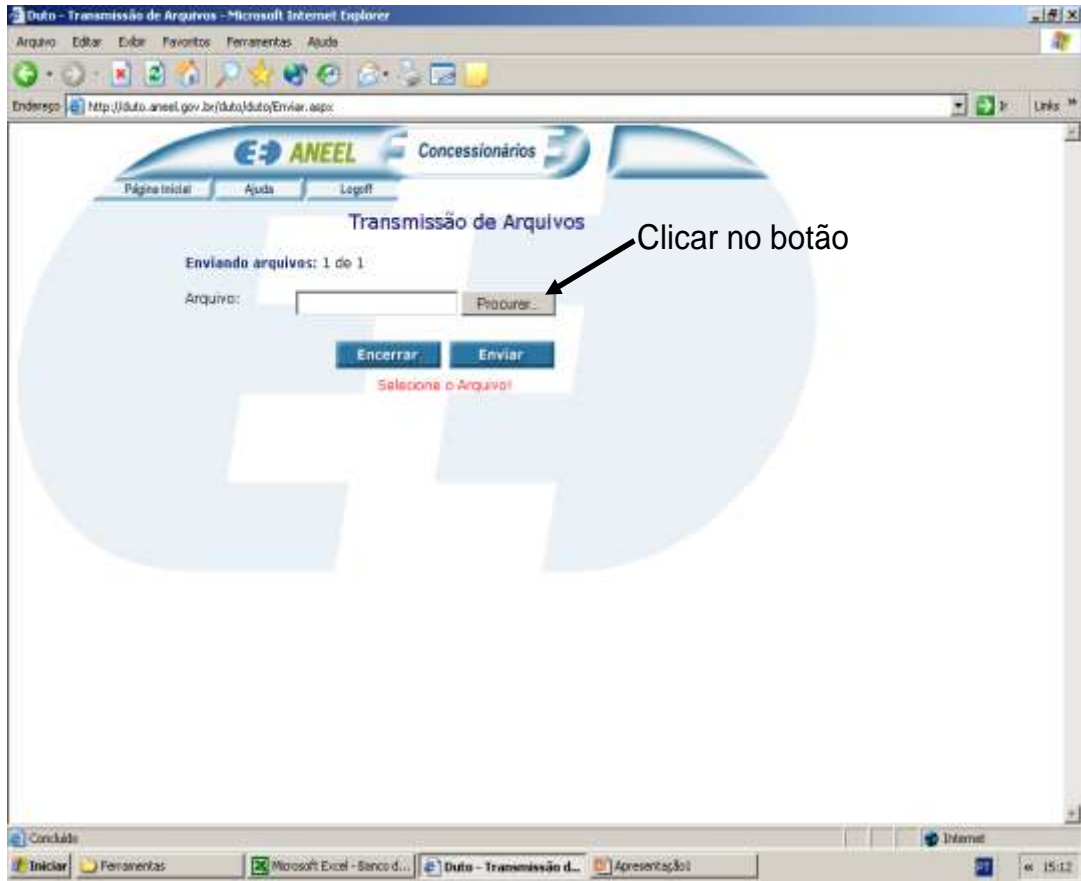 Duto - Transmissão de Arquivos - Microsoft Internet Explorer
Arquivo Editar Exibir Favoritos Ferramentas Ajuda
Endereço http://duto.aneel.gov.br/duto/duto/Enviar.aspx Ir Links »
ANEEL Concessionários
Página Inicial Ajuda Logoff
Transmissão de Arquivos
Clicar no botão
Enviando arquivos: 1 de 1
Arquivo: Procurar...
Encerrar Enviar
Selecione o Arquivo!
Concluído Internet
Iniciar Ferramentas Microsoft Excel - Banco d... Duto - Transmissão d... Apresentação1 PT « 15:12